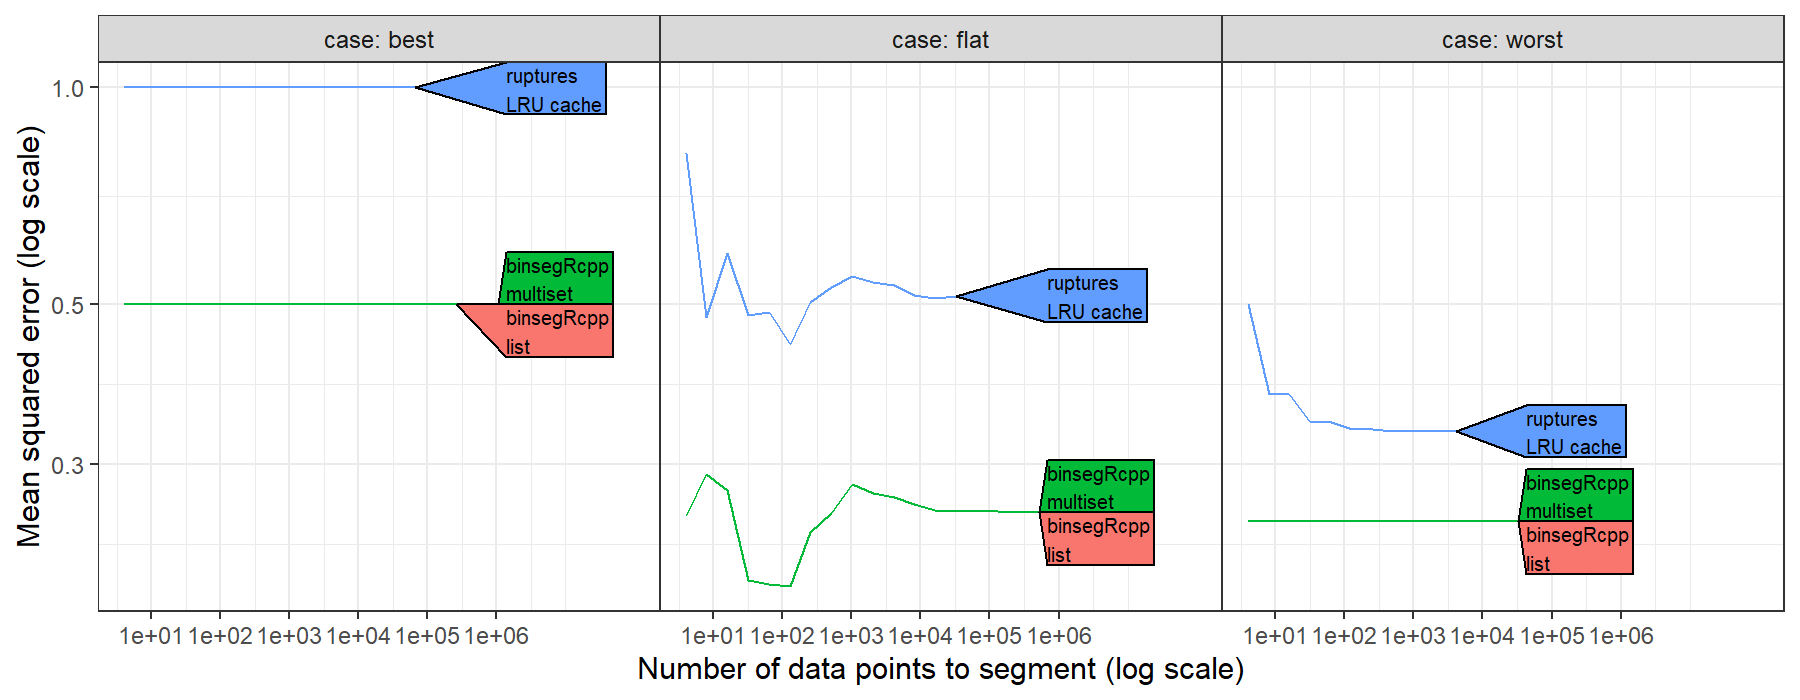 case: best
case: flat
case: worst
Mean squared error (log scale)
1.0
0.5
0.3
ruptures
LRU cache
binsegRcpp
multiset
binsegRcpp
list
ruptures
LRU cache
binsegRcpp
multiset
binsegRcpp
list
ruptures
LRU cache
binsegRcpp
multiset
binsegRcpp
list
1e+01 1e+02 1e+03 1e+04 1e+05 1e+06
1e+01 1e+02 1e+03 1e+04 1e+05 1e+06
1e+01 1e+02 1e+03 1e+04 1e+05 1e+06
Number of data points to segment (log scale)